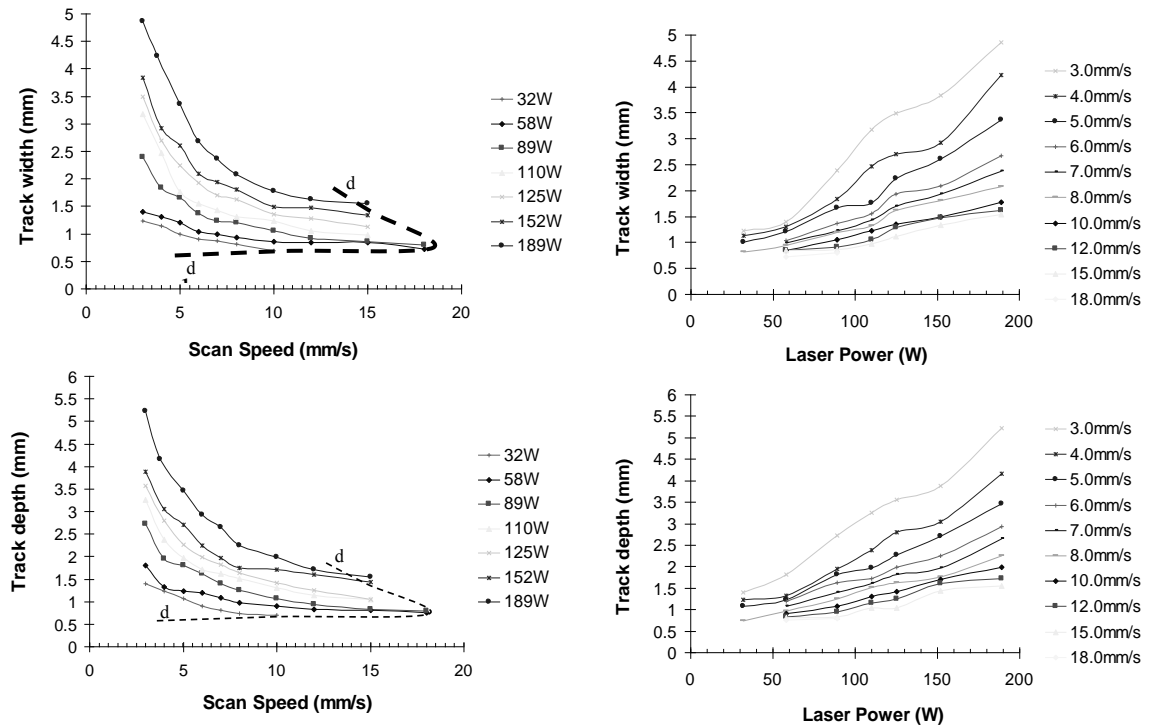 5
4.5
4
3.5
3
2.5
2
1.5
1
0.5
0
0 5 10 15 20
Track width (mm)
Scan Speed (mm/s)
d
d
32W
58W
89W
110W
125W
152W
189W
5
4.5
4
3.5
3
2.5
2
1.5
1
0.5
0
0 50 100 150 200
Track width (mm)
Laser Power (W)
3.0mm/s
4.0mm/s
5.0mm/s
6.0mm/s
7.0mm/s
8.0mm/s
10.0mm/s
12.0mm/s
15.0mm/s
18.0mm/s
6
5.5
5
4.5
4
3.5
3
2.5
2
1.5
1
0.5
0
0 5 10 15 20
Track depth (mm)
Scan Speed (mm/s)
d
d
32W
58W
89W
110W
125W
152W
189W
6
5.5
5
4.5
4
3.5
3
2.5
2
1.5
1
0.5
0
0 50 100 150 200
Track depth (mm)
Laser Power (W)
3.0mm/s
4.0mm/s
5.0mm/s
6.0mm/s
7.0mm/s
8.0mm/s
10.0mm/s
12.0mm/s
15.0mm/s
18.0mm/s